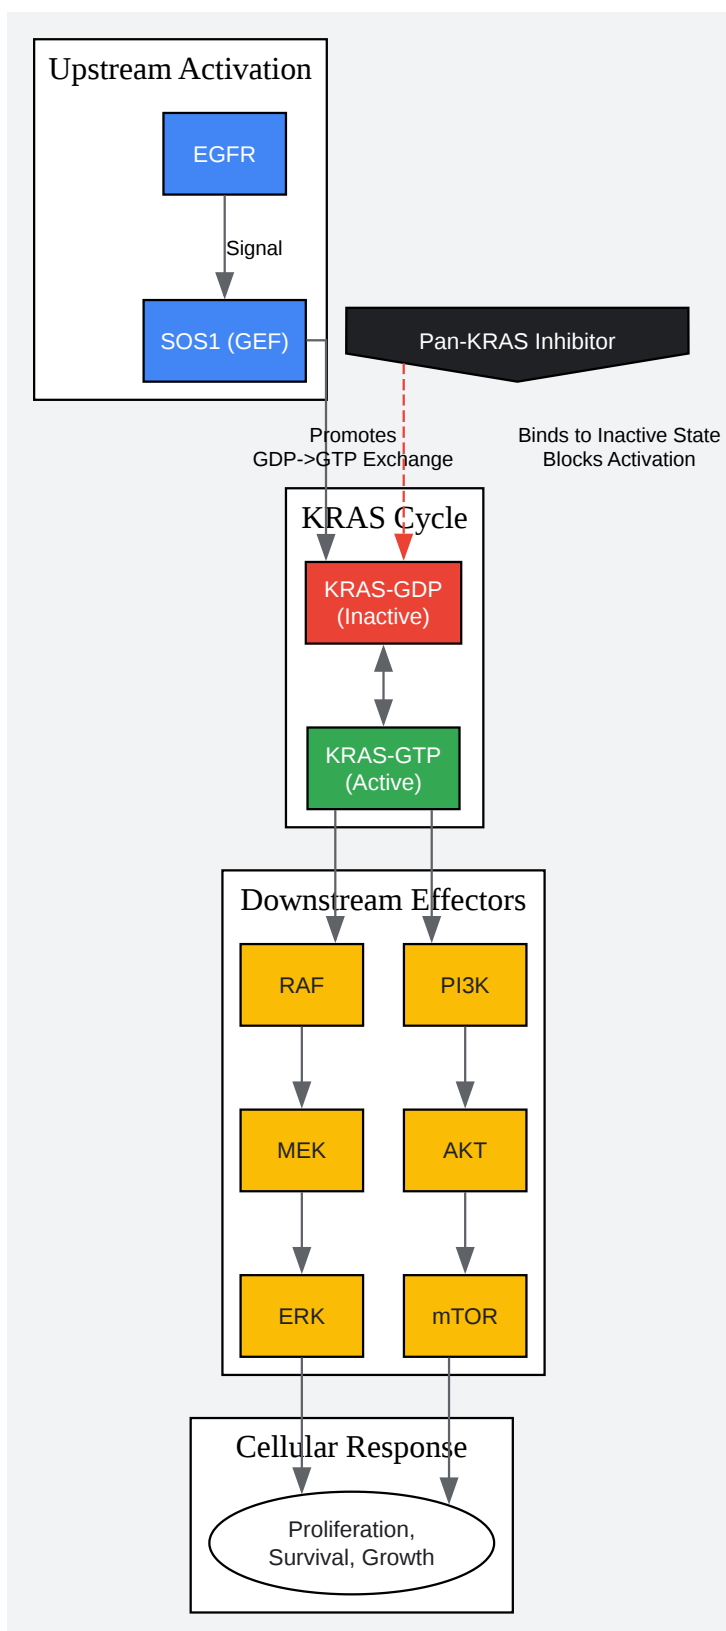 Upstream Activation
EGFR
Signal
SOS1 (GEF)
Pan-KRAS Inhibitor
Promotes
GDP->GTP Exchange
Binds to Inactive State
Blocks Activation
KRAS Cycle
KRAS-GDP
(Inactive)
KRAS-GTP
(Active)
Downstream Effectors
RAF
PI3K
MEK
AKT
ERK
mTOR
Cellular Response
Proliferation,
Survival, Growth